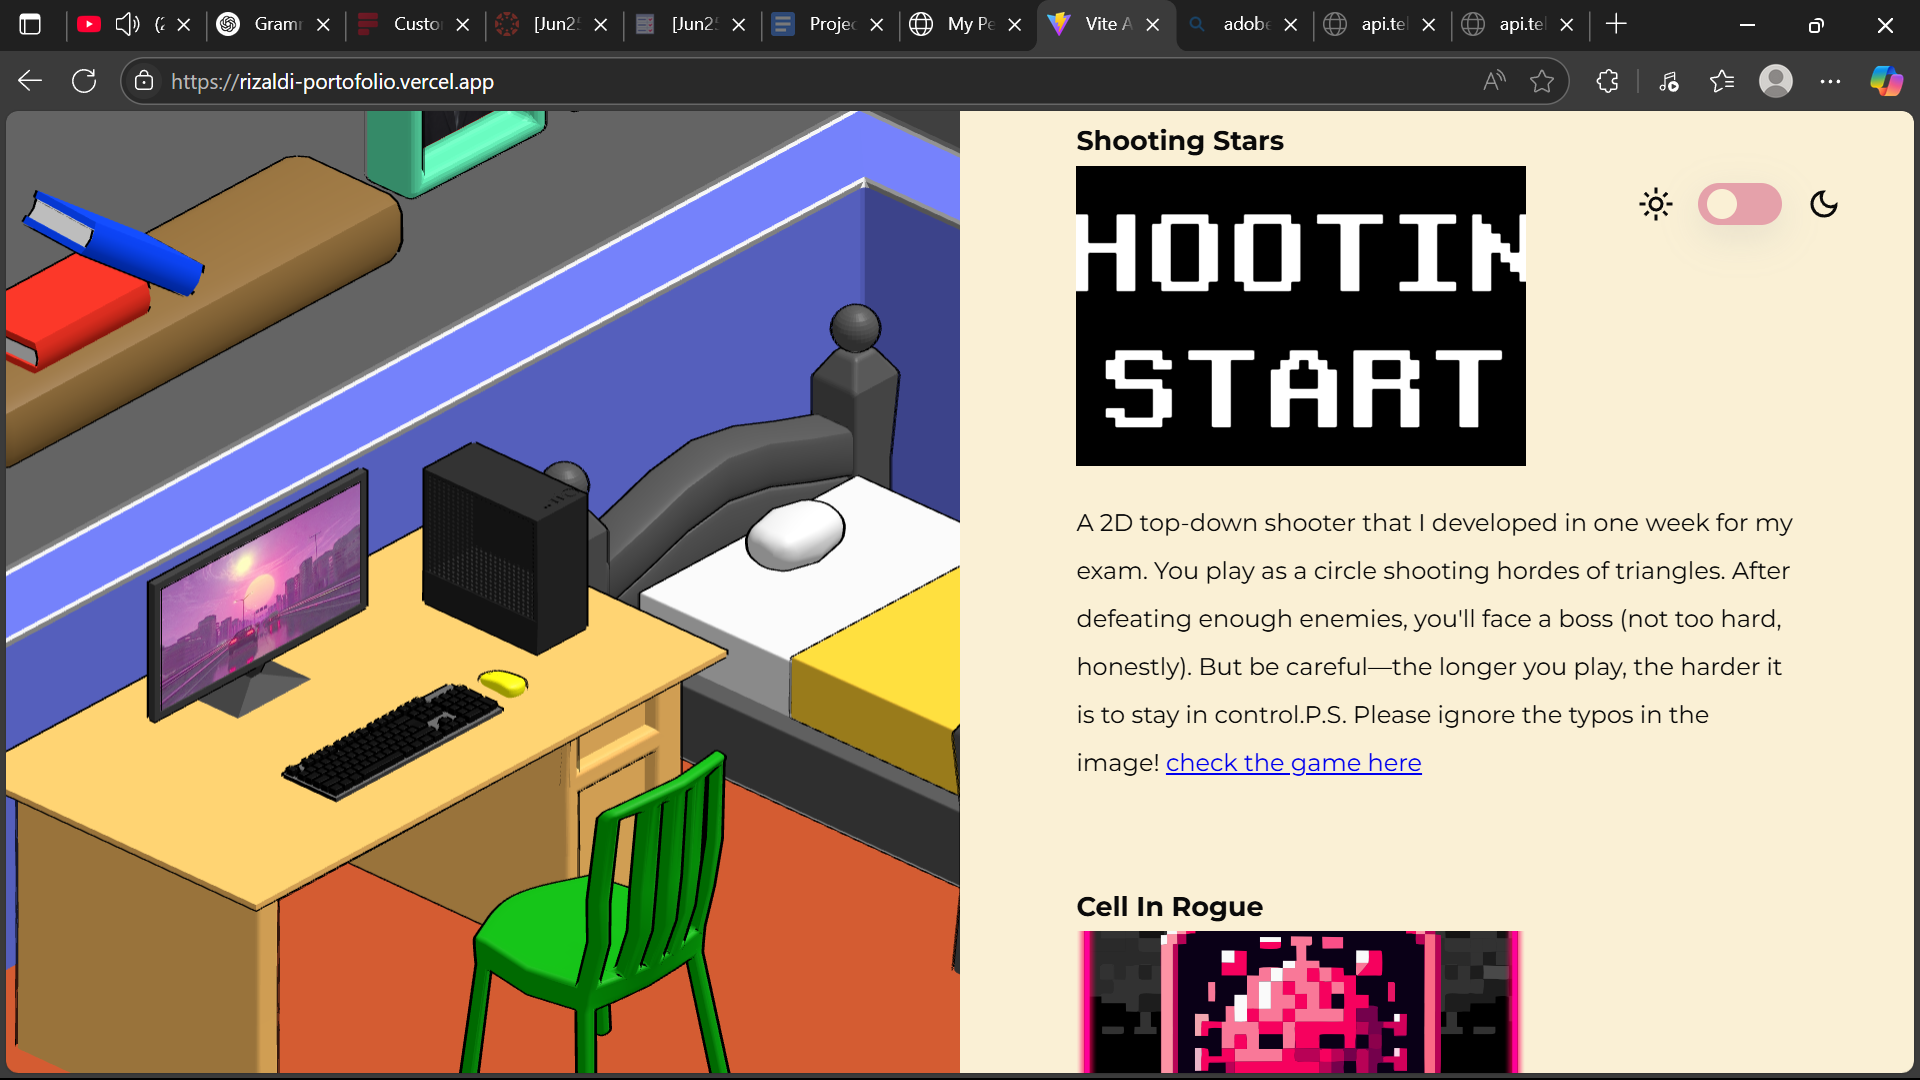 (2
Gramr
Custo
[Jun2
[Jun2
Projec
My Pe
Vite A
adobe
api.tel
api.tel
https://rizaldi-portofolio.vercel.app
Shooting Stars
HOOTIN
START
A 2D top-down shooter that I developed in one week for my
exam. You play as a circle shooting hordes of triangles. After
defeating enough enemies, you'll face a boss (not too hard,
honestly). But be careful—the longer you play, the harder it
is to stay in control.P.S. Please ignore the typos in the
image! check the game here
Cell In Rogue